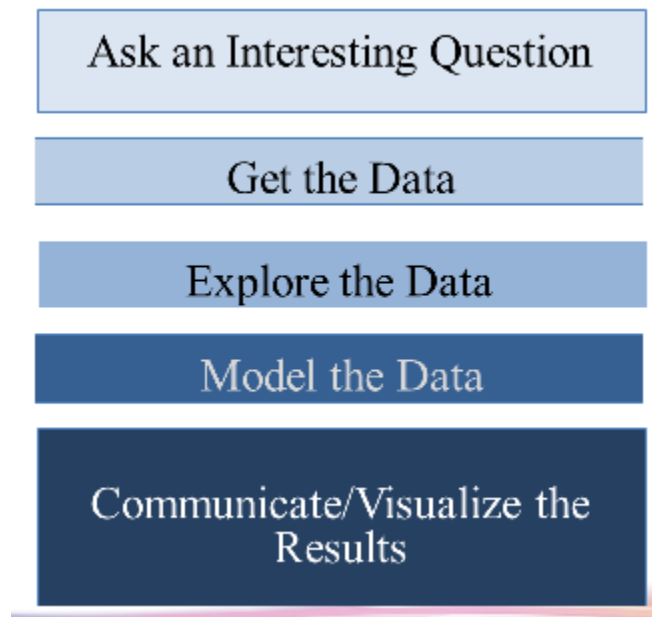 Ask an Interesting Question
Get the Data
Explore the Data
Model the Data
Communicate/Visualize the
Results